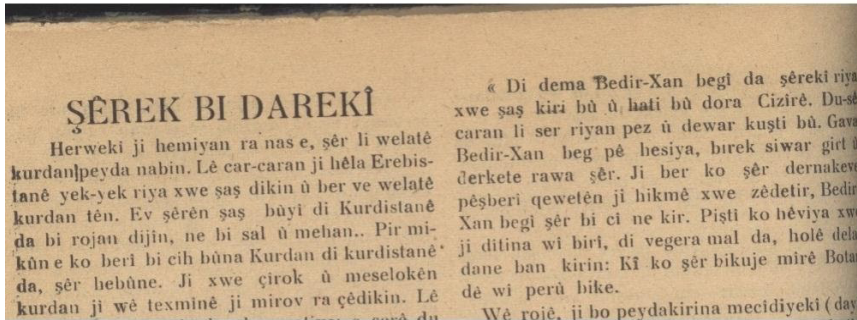 ŞÊREK BI DAREKÎ
Herwekî ji hemiyan ra nas e, şêr li welatê
kurdan peyda nabin. Lê car-caran ji hêla Erebis-
tanê yek-yek riya xwe şaş dikin û ber ve welatê
kurdan tên. Ev şêrên şaş bûyî di Kurdistanê
da bi rojan dijîn, ne bi sal û mehan.. Pir mi-
kûn e ko berî bi cih bûna Kurdan di kurdistanê
da, şêr hebûne. Ji xwe çîrok û meselokên
kurdan ji wê texmînê ji mirov ra çêdikin. Lê
« Di dema Bedir-Xan begî da şêrekî riya
xwe şaş kiri bû û hati bû dora Cizîrê. Du-sê
caran li ser riyan pez û dewar kuşti bû. Gava
Bedir-Xan beg pê hesiya, birek siwar girt û
derkete rawa şêr. Ji ber ko şêr dernakeve
pêşberi qewetên ji hikmê xwe zêdetir, Bedir
Xan begî şêr bi cî ne kir. Piştî ko hêviya xwe
ji dîtina wî birî, di vegera mal da, holê dela
dane ban kirin: Kî ko şêr bikuje mîrê Botan
dê wî perû bike.
Wê rojê, ji bo peydakirina mecîdiyekî (day